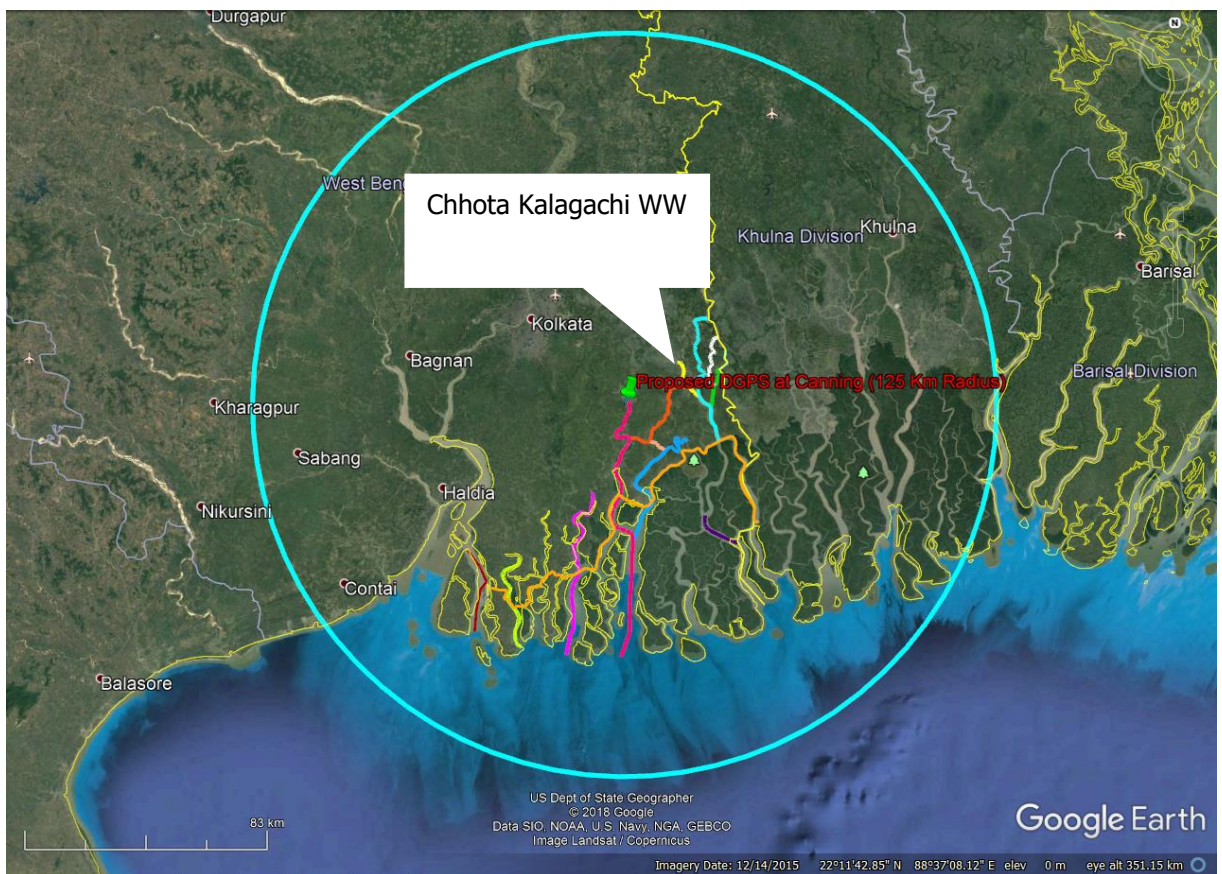 Durgapur
N
West Ben
Chhota Kalagachi WW
Khulna Division
Khulna
Barisal
Kolkata
Bagnan
Proposed DGPS at Canning (125 Km Radius)
Barisal Division
Kharagpur
Sabang
Haldia
Nikursini
Contai
Balasore
US Dept of State Geographer
© 2018 Google
Data SIO, NOAA, U.S. Navy, NGA, GEBCO
Image Landsat / Copernicus
83 km
Google Earth
Imagery Date: 12/14/2015 22°11'42.85" N 88°37'08.12" E elev 0 m eye alt 351.15 km